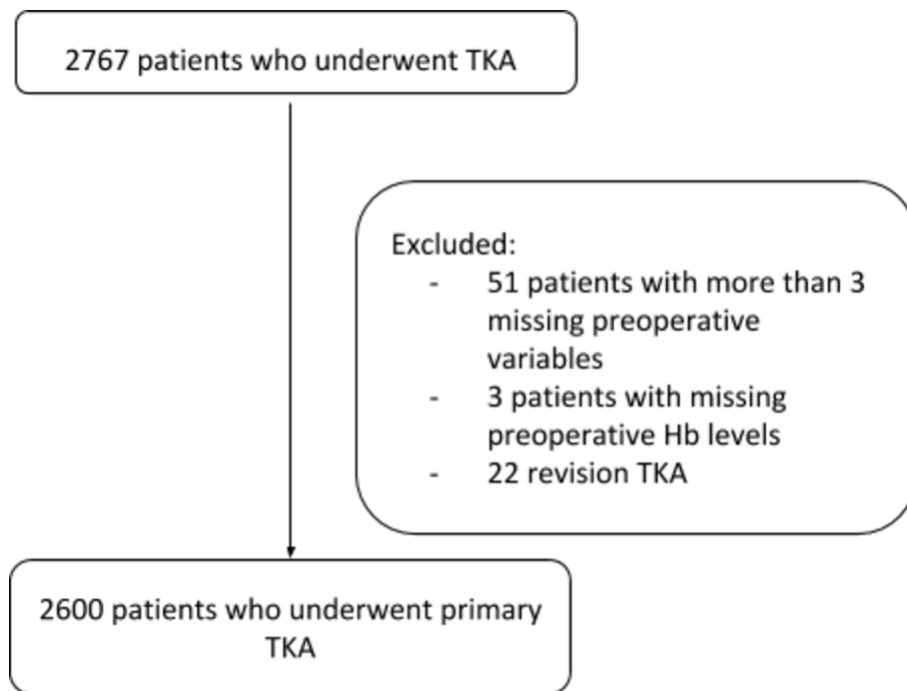 2767 patients who underwent TKA
Excluded:
- 51 patients with more than 3
missing preoperative
variables
- 3 patients with missing
preoperative Hb levels
- 22 revision TKA
2600 patients who underwent primary
TKA